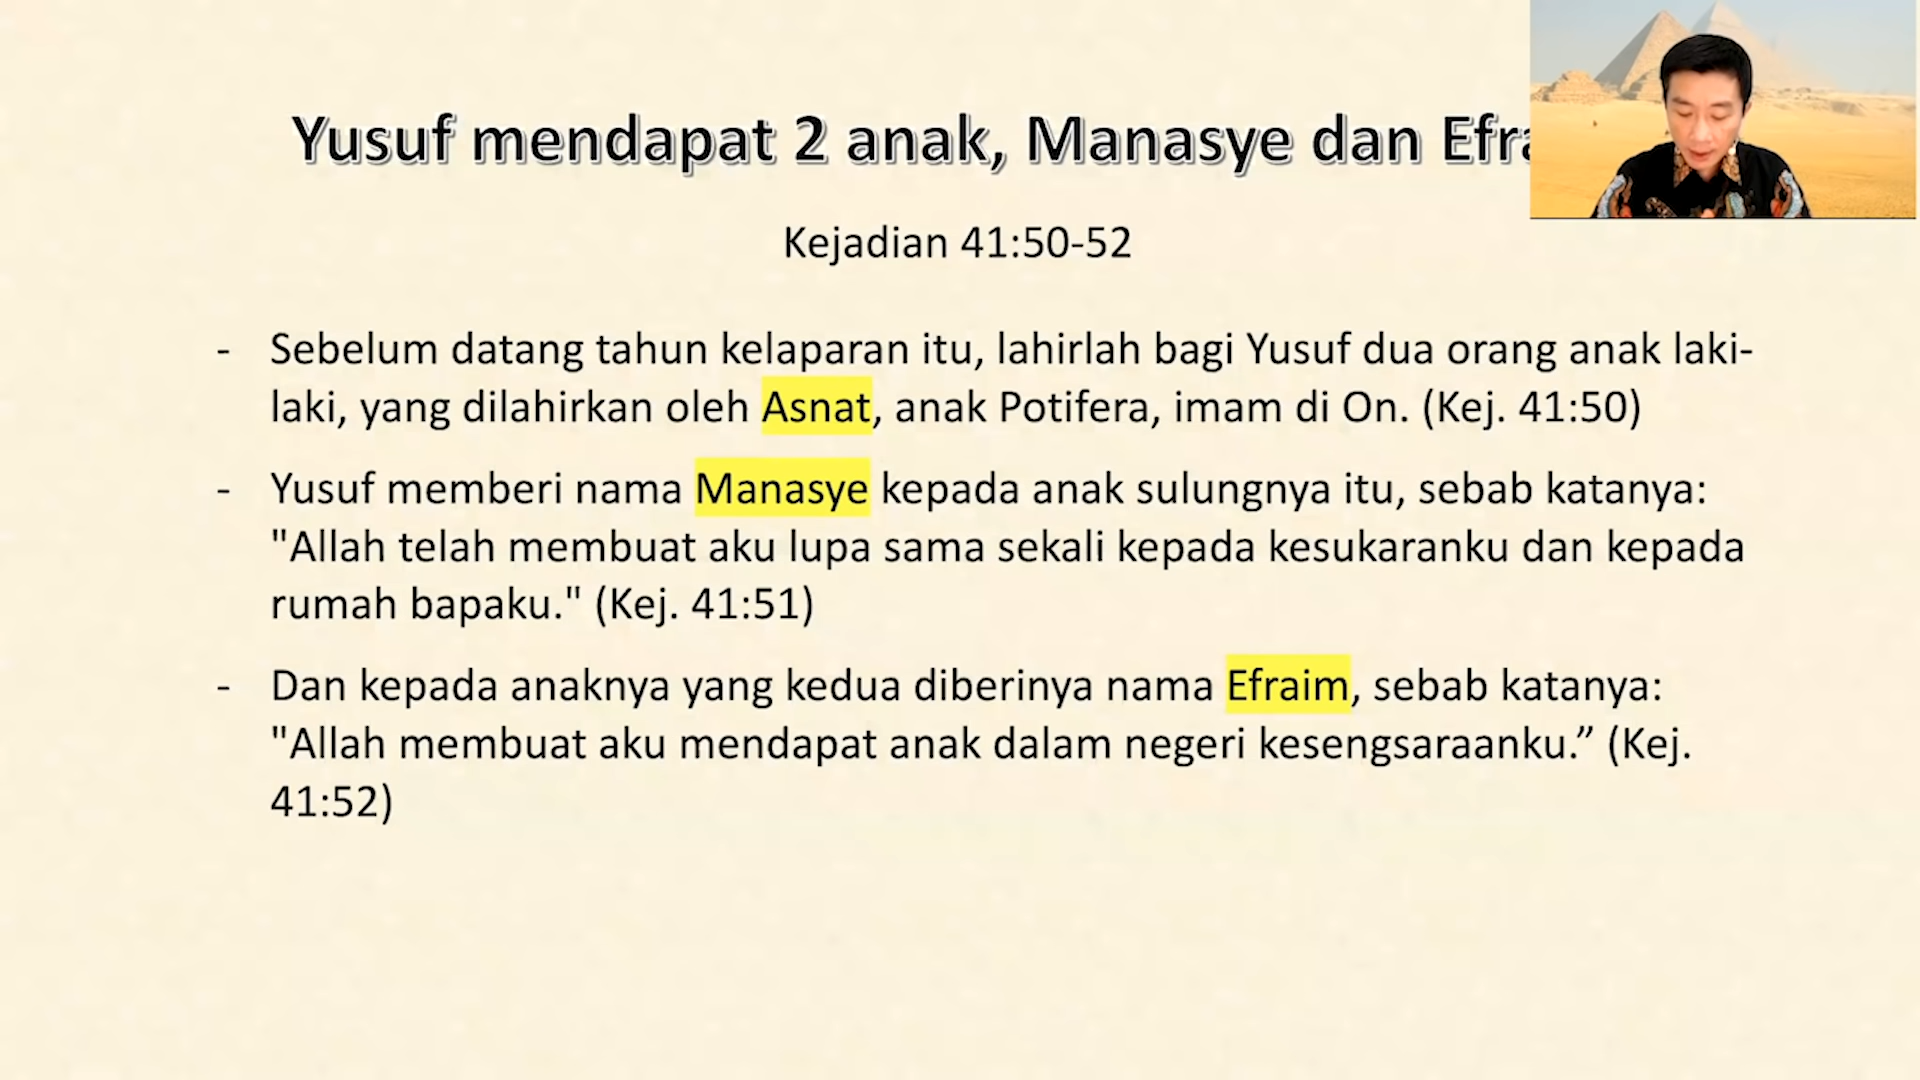 Yusuf mendapat 2 anak, Manasye dan
Kejadian 41:50-52
- Sebelum datang tahun kelaparan itu, lahirlah bagi Yusuf dua orang anak laki-
laki, yang dilahirkan oleh Asnat, anak Potifera, imam di On. (Kej. 41:50)
- Yusuf memberi nama Manasye kepada anak sulungnya itu, sebab katanya:
"Allah telah membuat aku lupa sama sekali kepada kesukaranku dan kepada
rumah bapaku." (Kej. 41:51)
- Dan kepada anaknya yang kedua diberinya nama Efraim, sebab katanya:
"Allah membuat aku mendapat anak dalam negeri kesengsaraanku.” (Kej.
41:52)